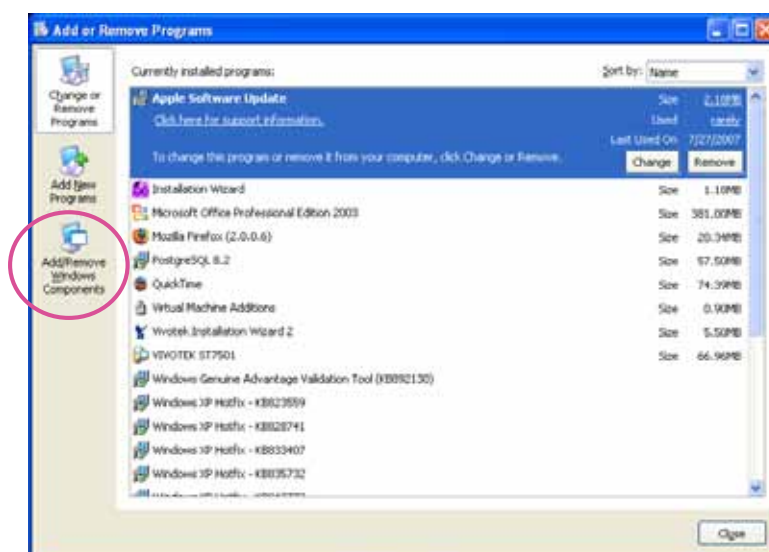 Add or Remove Programs
Change or
Remove
Programs
Add New
Programs
Add/Remove
Windows
Components
Currently installed programs:
Sort by: Name
Apple Software Update
Size 2.10MB
Click here for support information.
Used rarely
Last Used On 7/27/2007
To change this program or remove it from your computer, click Change or Remove.
Change Remove
Installation Wizard Size 1.10MB
Microsoft Office Professional Edition 2003 Size 381.00MB
Mozilla Firefox (2.0.0.6) Size 20.34MB
PostgreSQL 8.2 Size 57.50MB
QuickTime Size 74.39MB
Virtual Machine Additions Size 0.90MB
Vivotek Installation Wizard 2 Size 5.50MB
VIVOTEK ST7501 Size 66.96MB
Windows Genuine Advantage Validation Tool (KB892130)
Windows XP Hotfix - KB823559
Windows XP Hotfix - KB828741
Windows XP Hotfix - KB833407
Windows XP Hotfix - KB835732
Close